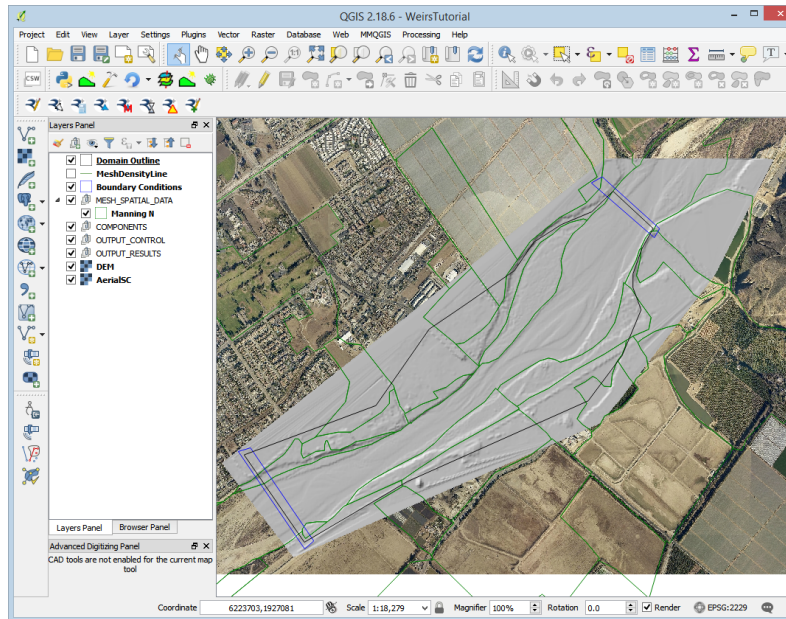 QGIS 2.18.6 - WeirsTutorial
Project Edit View Layer Settings Plugins Vector Raster Database Web MMQGIS Processing Help
CSW
Layers Panel
Domain Outline
MeshDensityLine
Boundary Conditions
MESH_SPATIAL_DATA
Manning N
COMPONENTS
OUTPUT_CONTROL
OUTPUT_RESULTS
DEM
AerialSC
Layers Panel Browser Panel
Advanced Digitizing Panel
CAD tools are not enabled for the current map
tool
Coordinate 6223703,1927081 Scale 1:18,279 Magnifier 100% Rotation 0.0 Render EPSG:2229